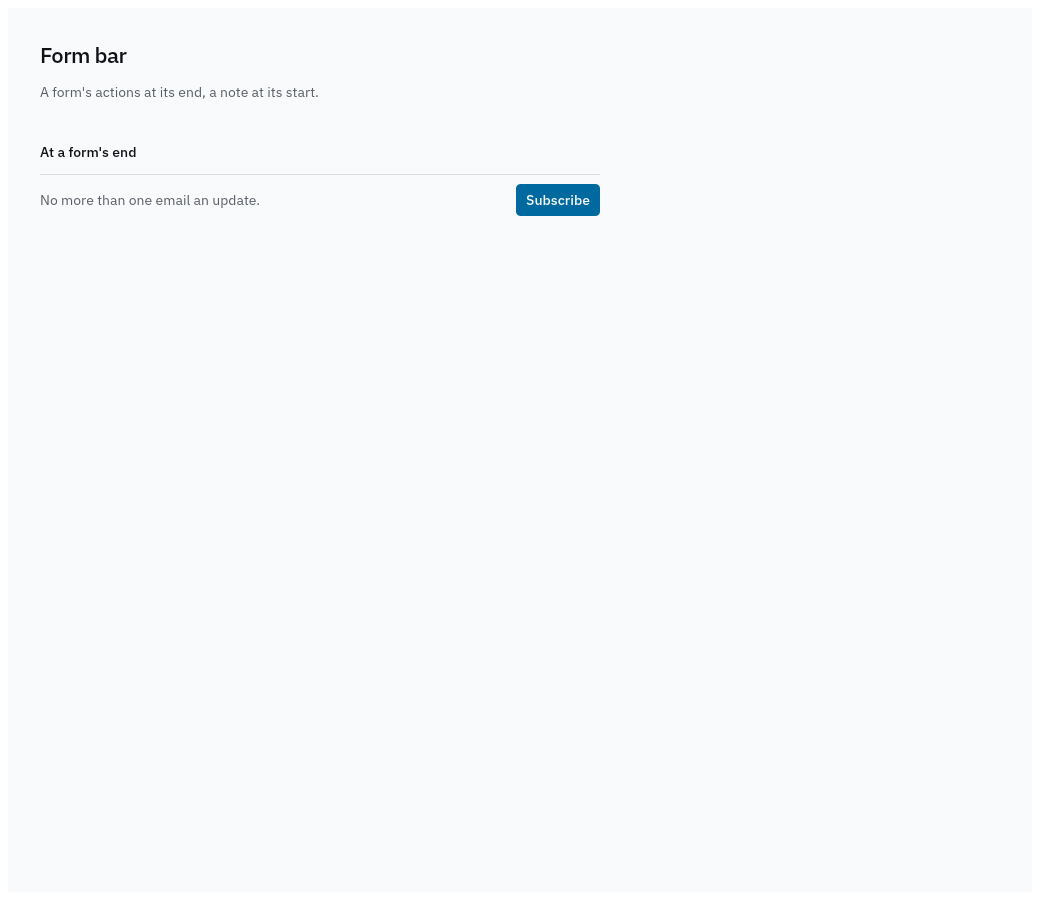 Form bar
A form's actions at its end, a note at its start.
At a form's end
No more than one email an update.
Subscribe